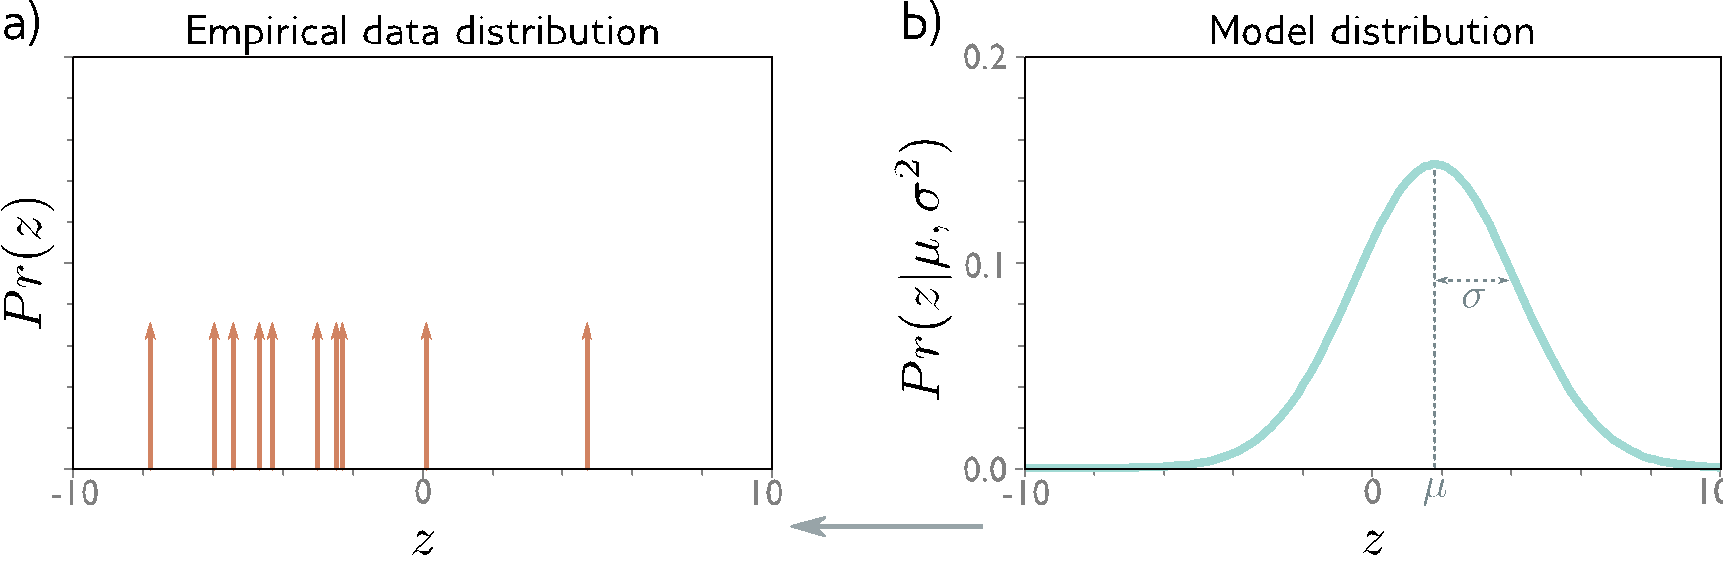 a)
Empirical data distribution
Pr(z)
-10
0
10
z
b)
Model distribution
0.2
0.1
0.0
Pr(z|μ, σ²)
σ
-10
0
μ
10
z